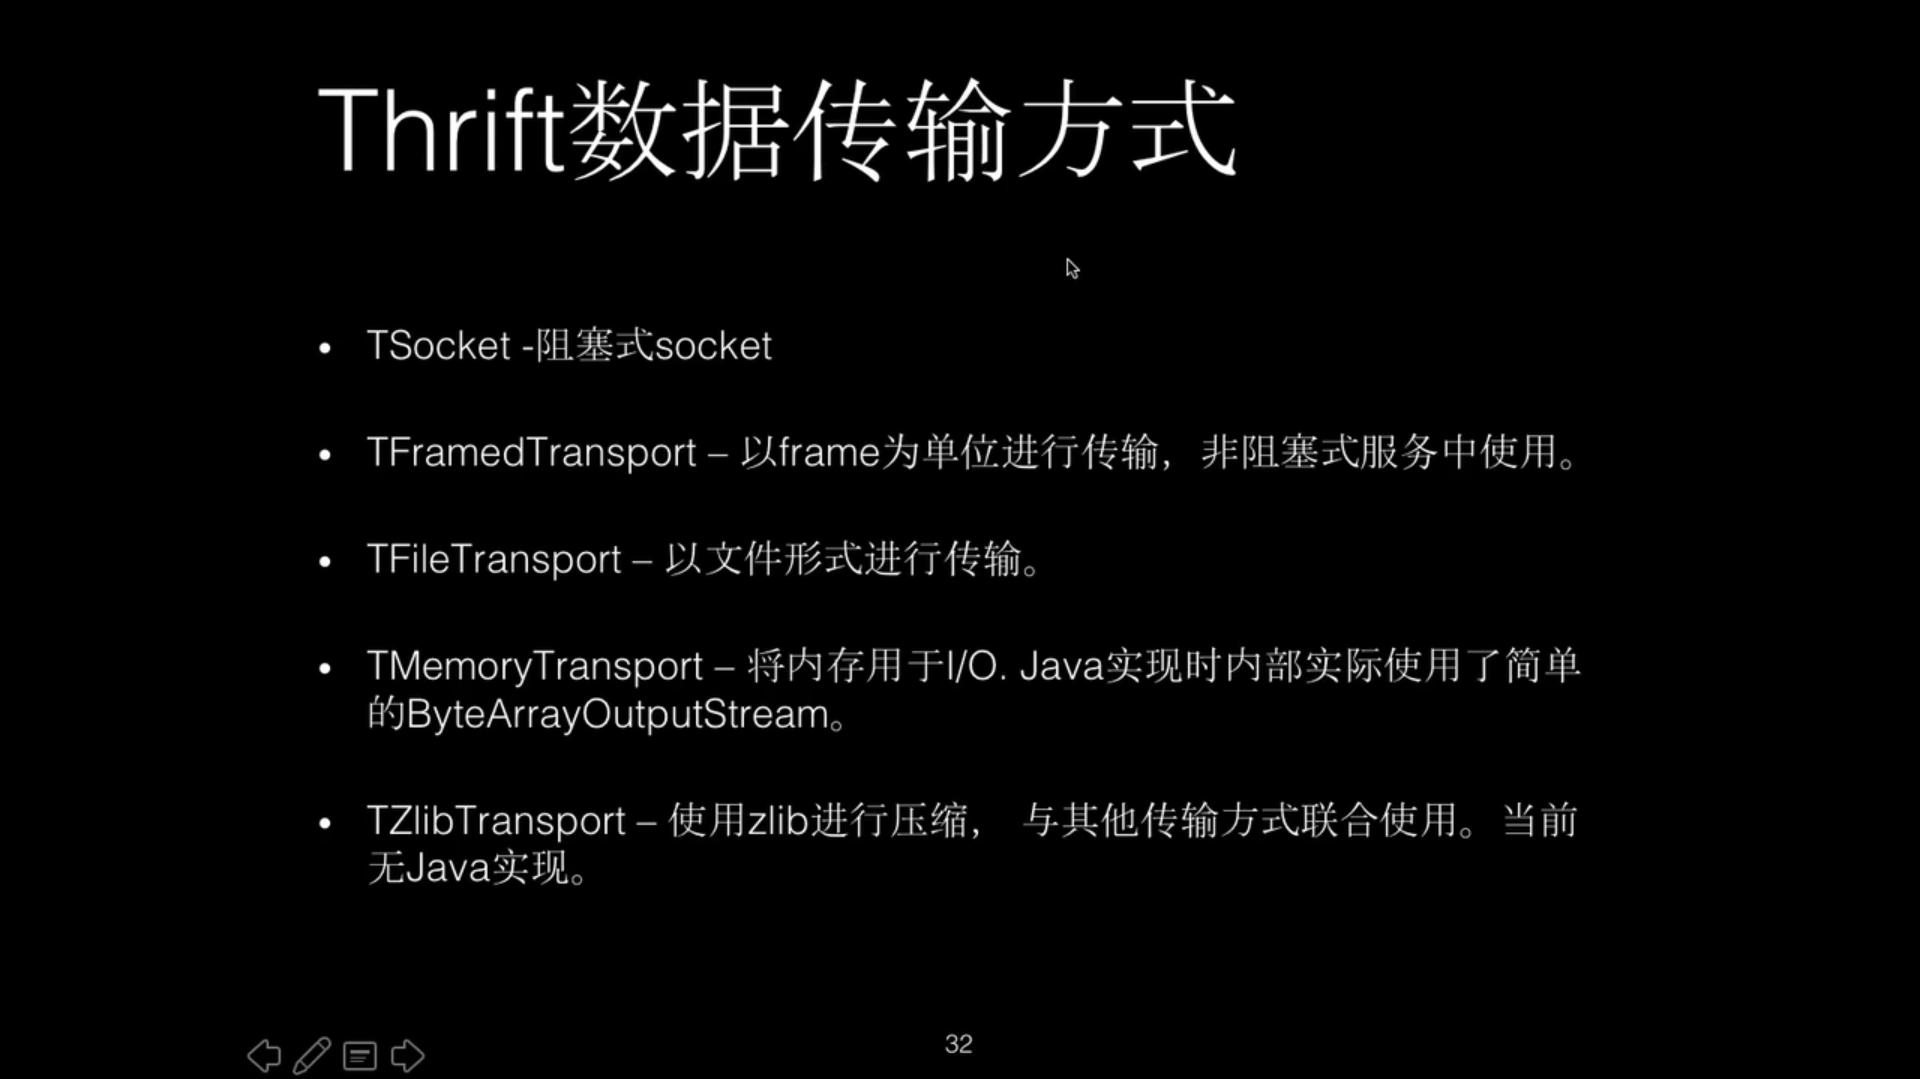 Thrift数据传输方式
• TSocket -阻塞式socket
• TFramedTransport – 以frame为单位进行传输，非阻塞式服务中使用。
• TFileTransport – 以文件形式进行传输。
• TMemoryTransport – 将内存用于I/O. Java实现时内部实际使用了简单
的ByteArrayOutputStream。
• TZlibTransport – 使用zlib进行压缩， 与其他传输方式联合使用。当前
无Java实现。
32